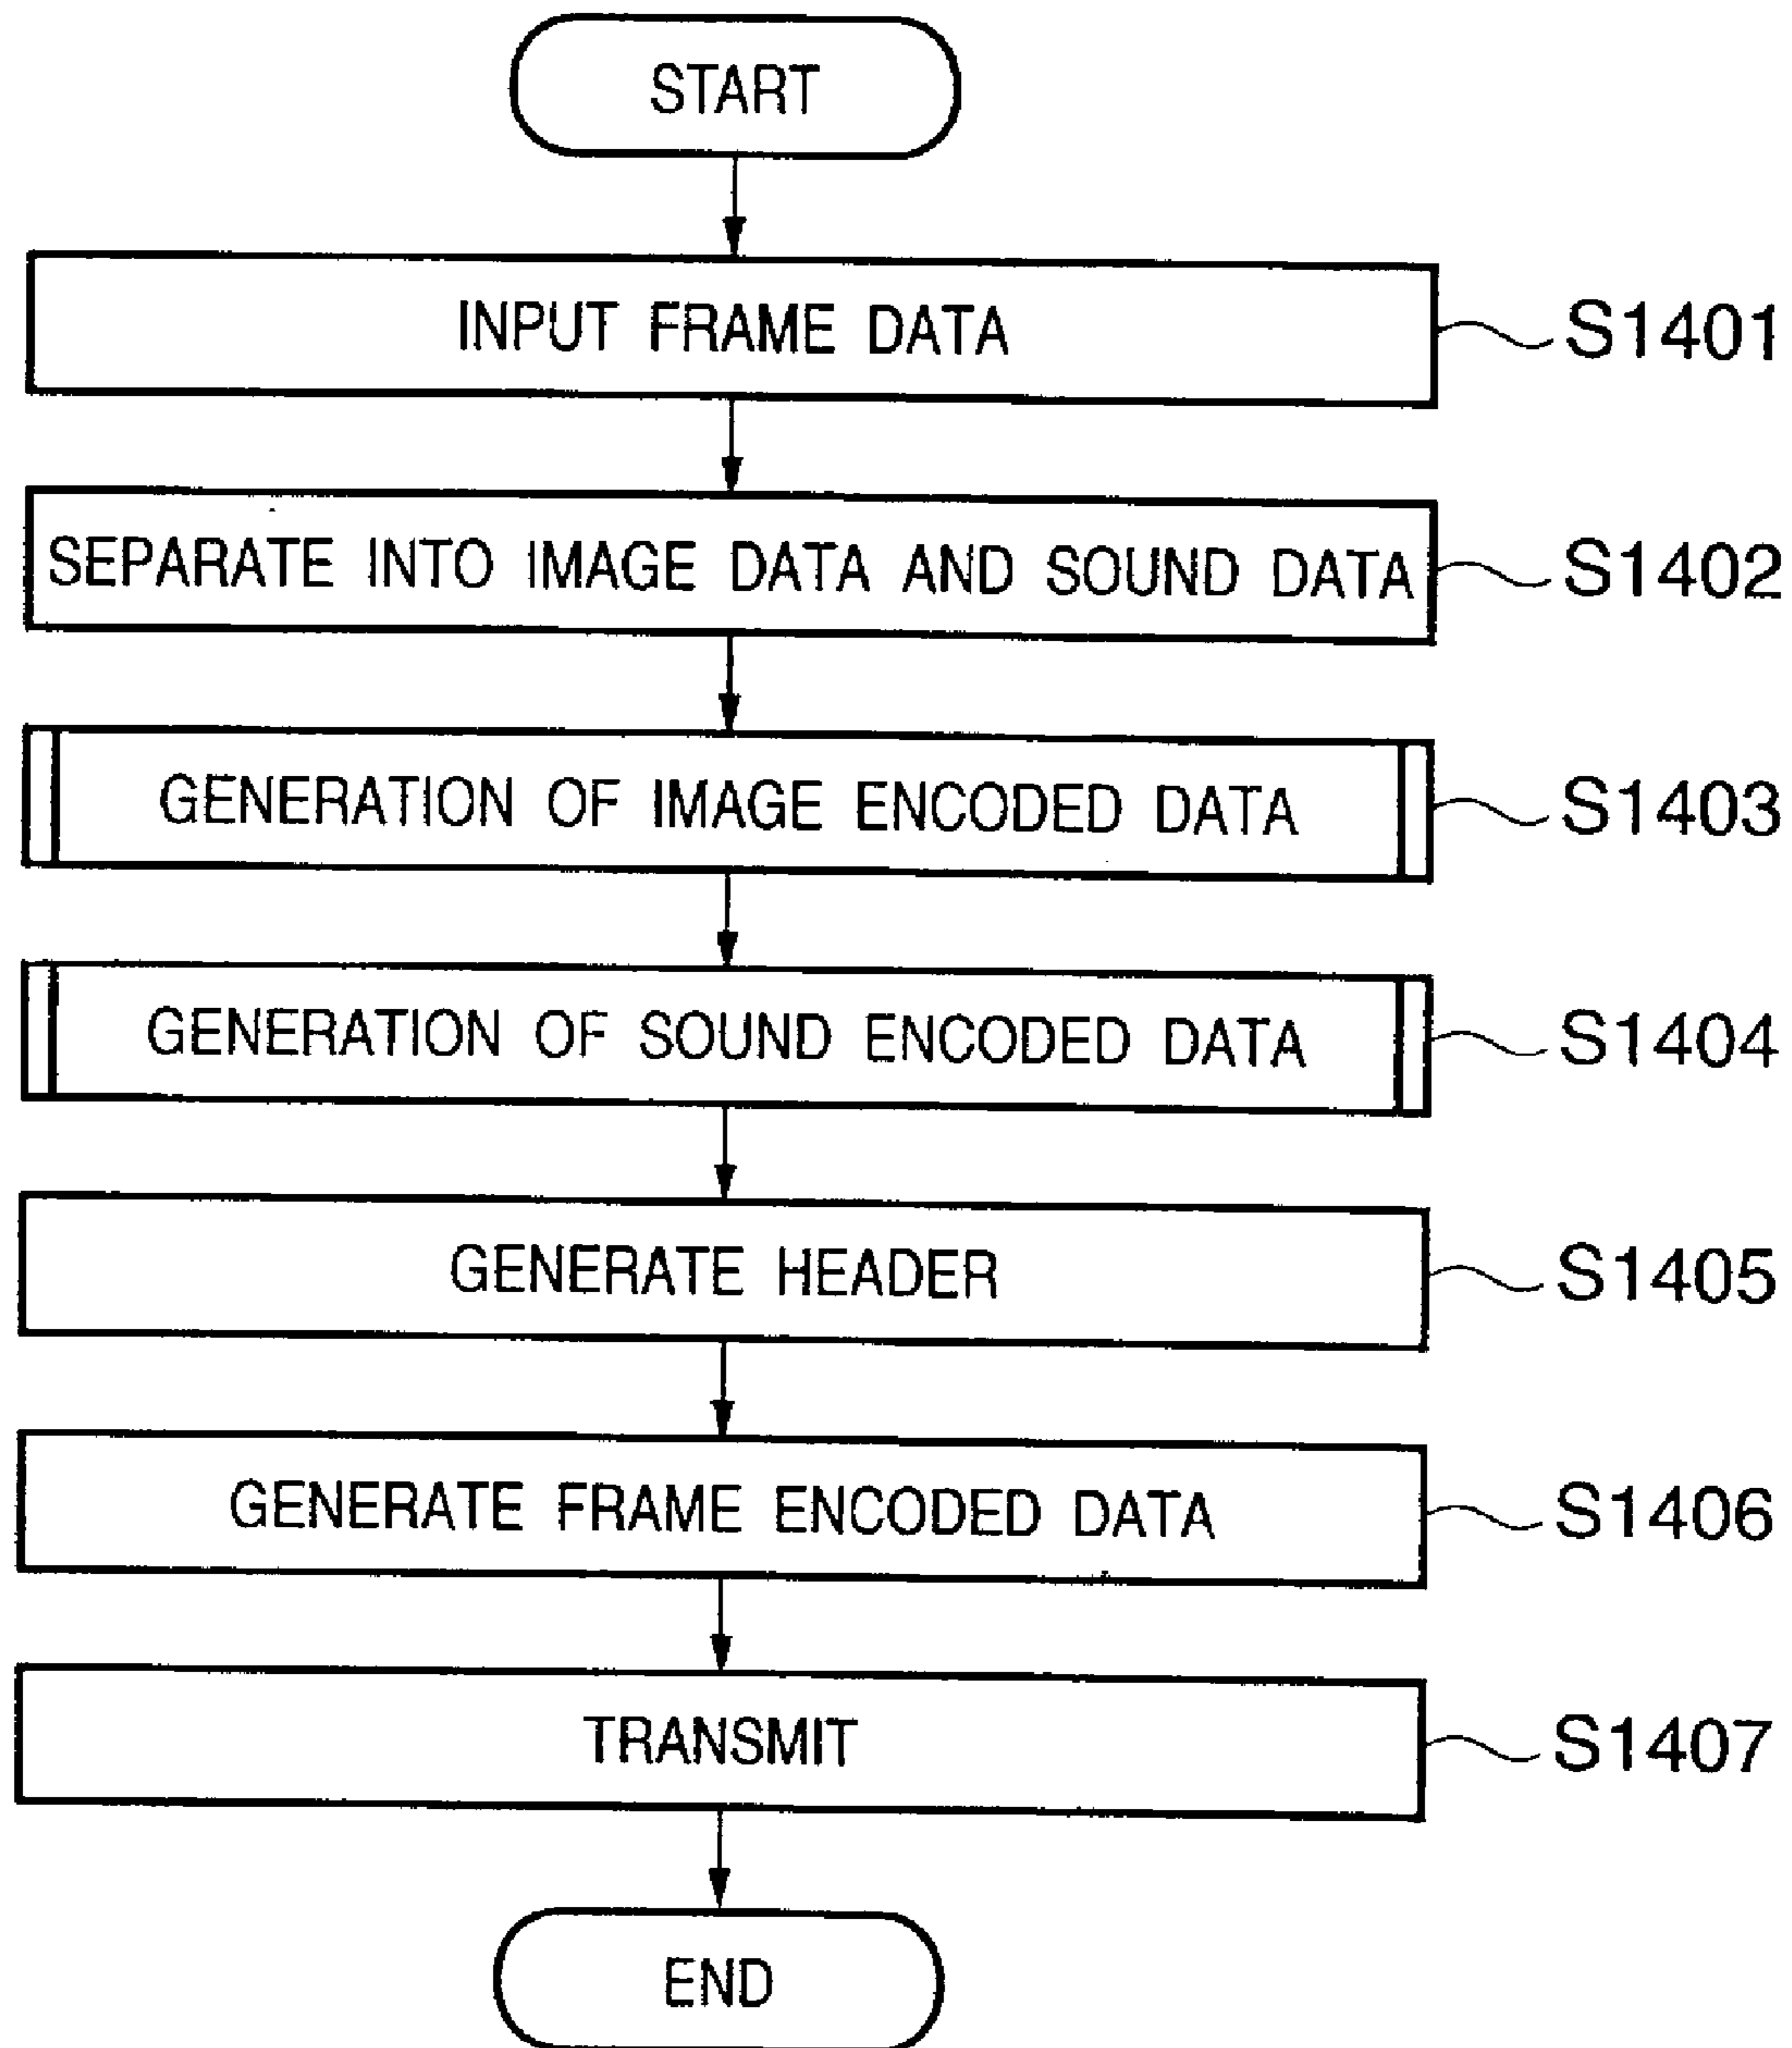 START
INPUT FRAME DATA S1401
SEPARATE INTO IMAGE DATA AND SOUND DATA S1402
GENERATION OF IMAGE ENCODED DATA S1403
GENERATION OF SOUND ENCODED DATA S1404
GENERATE HEADER S1405
GENERATE FRAME ENCODED DATA S1406
TRANSMIT S1407
END